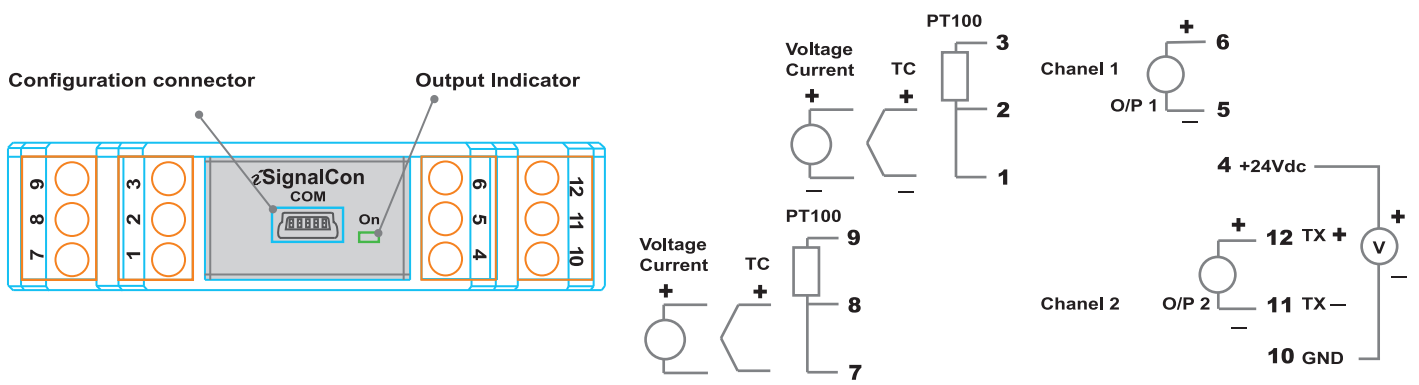 Configuration connector
Output Indicator
9
8
7
3
2
1
iSignalCon
COM
On
6
5
4
12
11
10
PT100
Voltage
Current
TC
+
+
—
—
3
2
1
PT100
Voltage
Current
TC
+
+
—
—
9
8
7
Chanel 1
O/P 1
+
—
6
5
4 +24Vdc
Chanel 2
O/P 2
+
—
12 TX +
11 TX —
10 GND
+
V
—